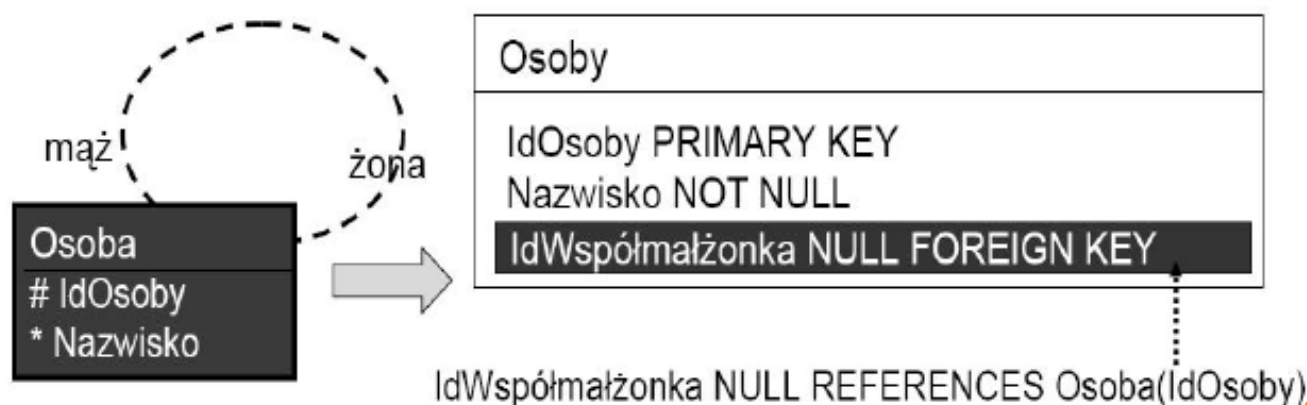 mąż
żona
Osoba
# IdOsoby
* Nazwisko
Osoby
IdOsoby PRIMARY KEY
Nazwisko NOT NULL
IdWspółmałżonka NULL FOREIGN KEY
IdWspółmałżonka NULL REFERENCES Osoba(IdOsoby)